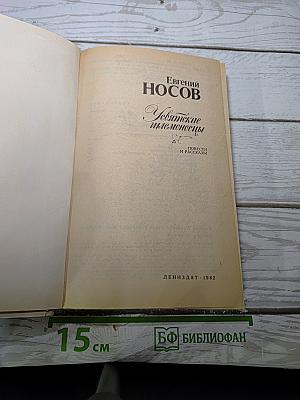 Евгений
НОСОВ
Усвятские
шлемоносцы
ПОВЕСТИ
И РАССКАЗЫ
ЛЕНИЗДАТ · 1982
15 см
БФ БИБЛИОФАН